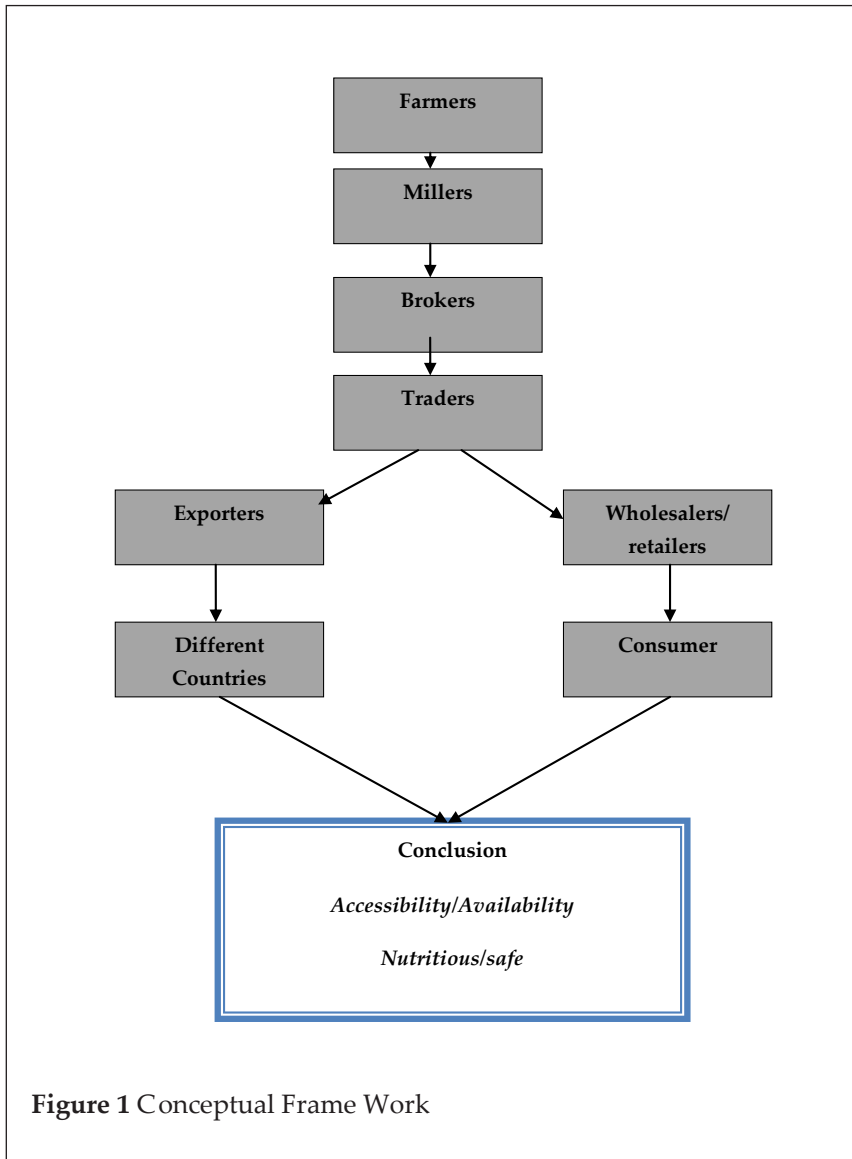 Farmers
Millers
Brokers
Traders
Exporters
Wholesalers/
retailers
Different
Countries
Consumer
Conclusion
Accessibility/Availability
Nutritious/safe
Figure 1 Conceptual Frame Work